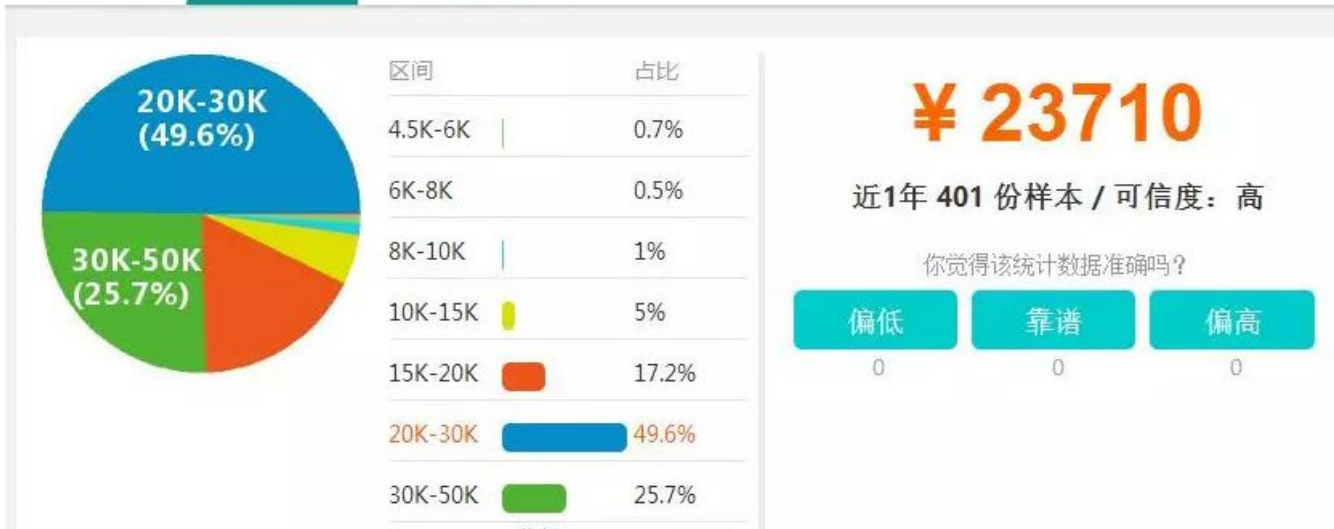 20K-30K
(49.6%)
30K-50K
(25.7%)
区间 占比
4.5K-6K 0.7%
6K-8K 0.5%
8K-10K 1%
10K-15K 5%
15K-20K 17.2%
20K-30K 49.6%
30K-50K 25.7%
¥ 23710
近1年 401 份样本 / 可信度：高
你觉得该统计数据准确吗？
偏低 靠谱 偏高
0 0 0